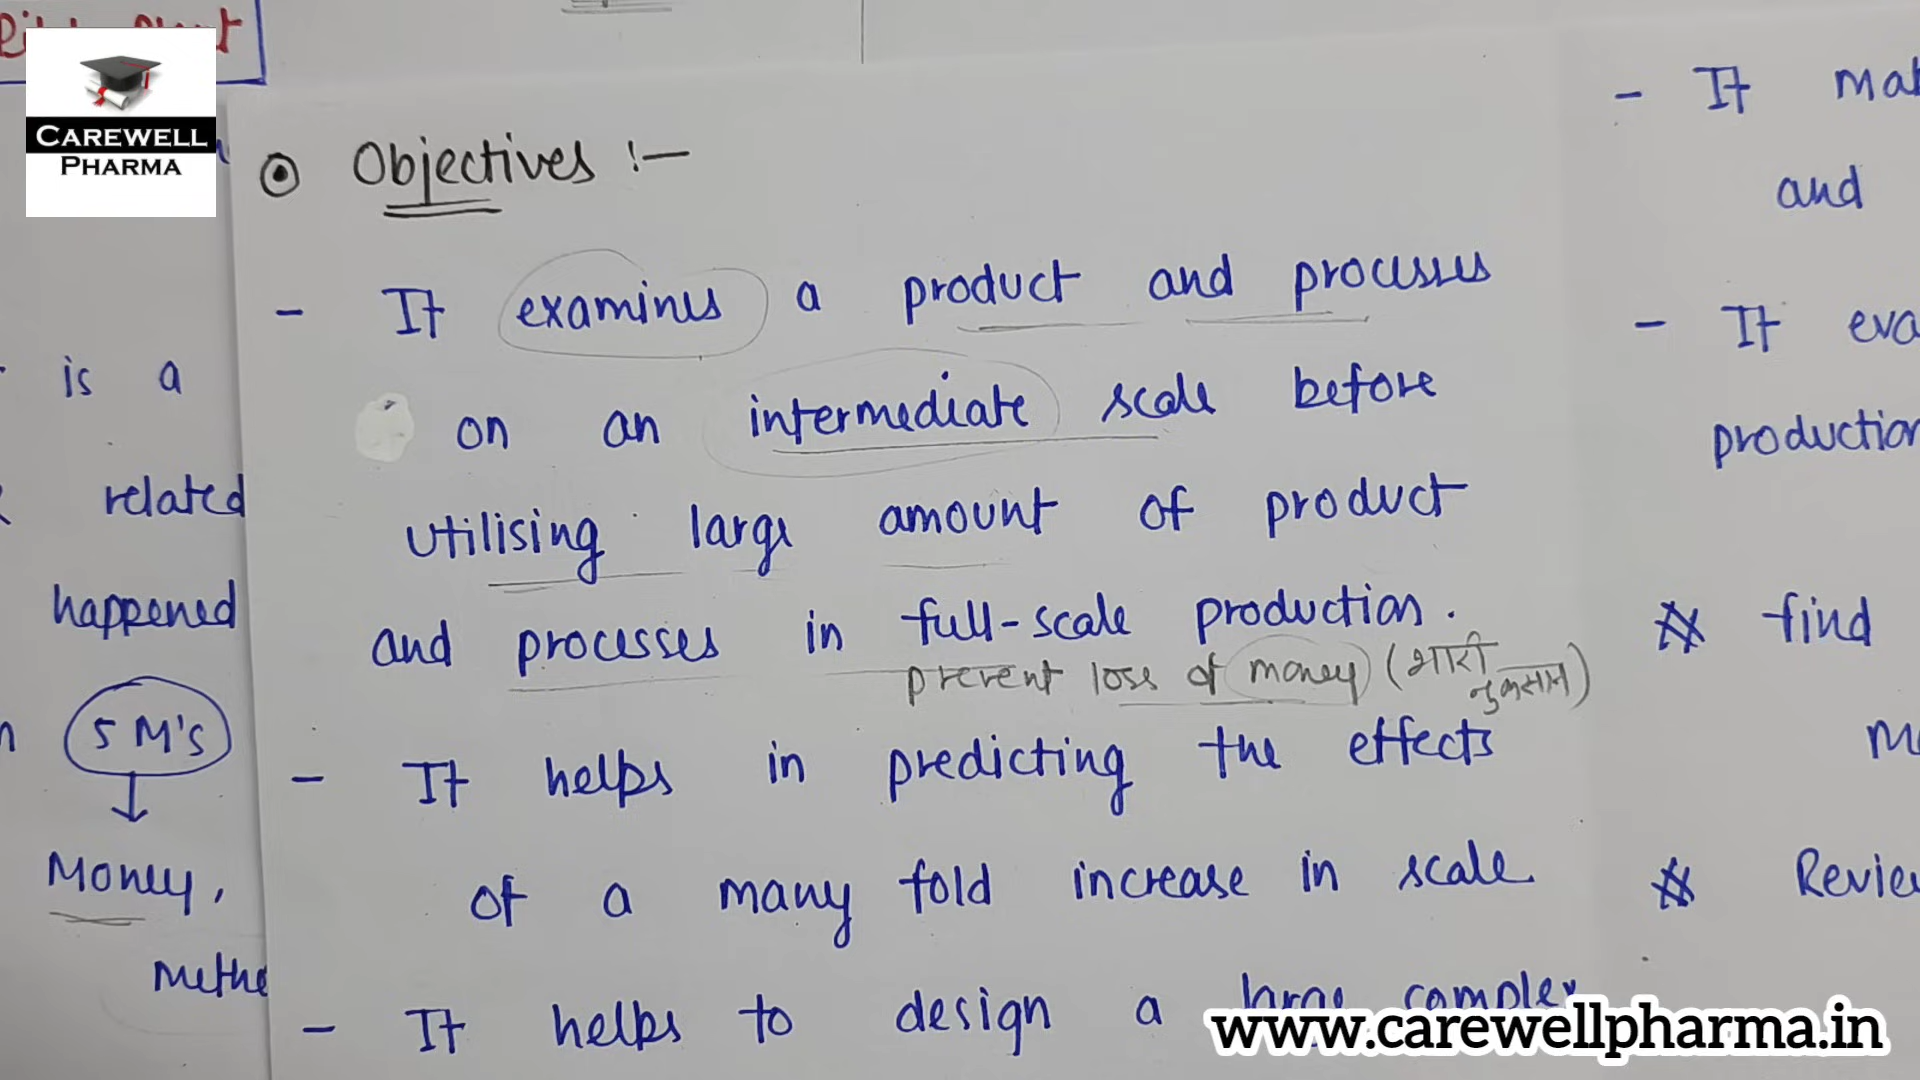 CAREWELL
PHARMA
is a
related
happened
5 M's
Money,
Objectives :-
- It examines a product and processes
on an intermediate scale before
utilising large amount of product
and processes in full-scale production.
prevent loss of money (भारी
नुकसान)
- It helps in predicting the effects
of a many fold increase in scale
- It helps to design a large complex
- It
and
- It
production
find
www.carewellpharma.in